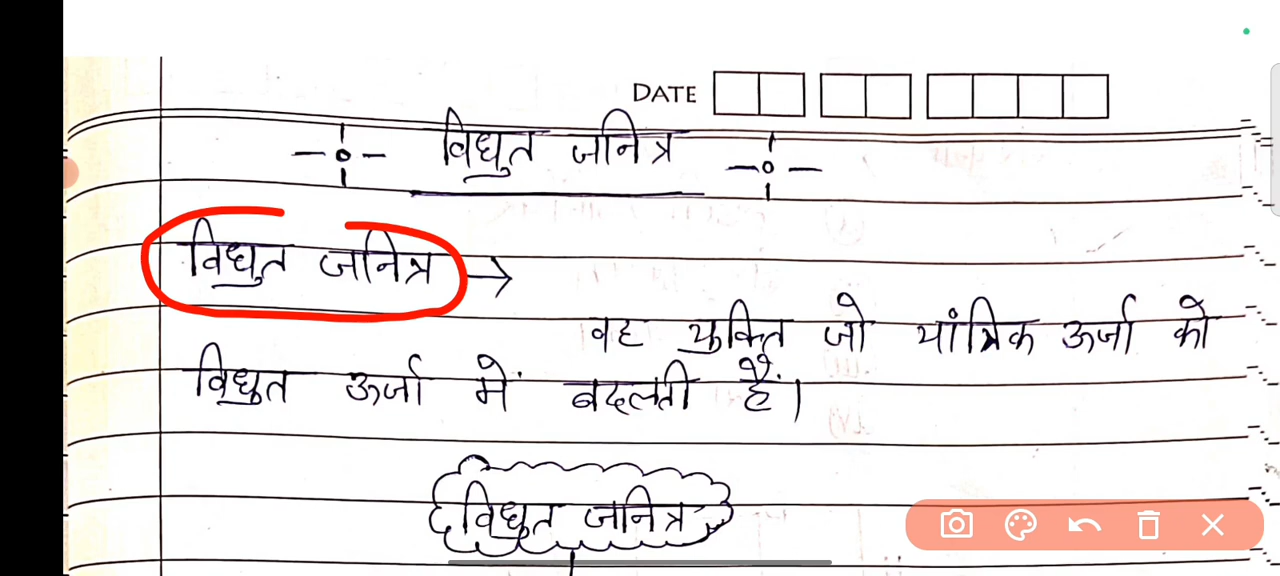 DATE
विधुत जनित्र
विधुत जनित्र →
वह युक्ति जो यांत्रिक ऊर्जा को
विधुत ऊर्जा में बदलती हैं।
विधुत जनित्र